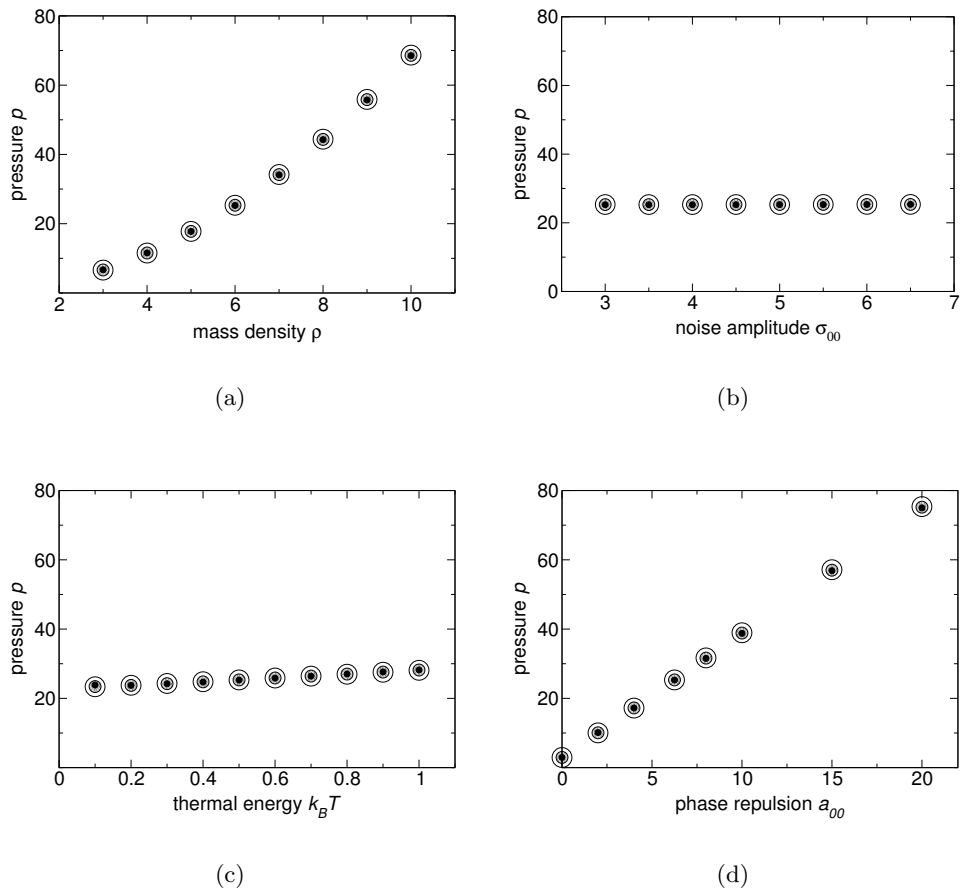 80
60
40
20
pressure p
2 4 6 8 10
mass density ρ
(a)
80
60
40
20
0
pressure p
3 4 5 6 7
noise amplitude σ00
(b)
80
60
40
20
pressure p
0 0.2 0.4 0.6 0.8 1
thermal energy kBT
(c)
80
60
40
20
pressure p
0 5 10 15 20
phase repulsion a00
(d)